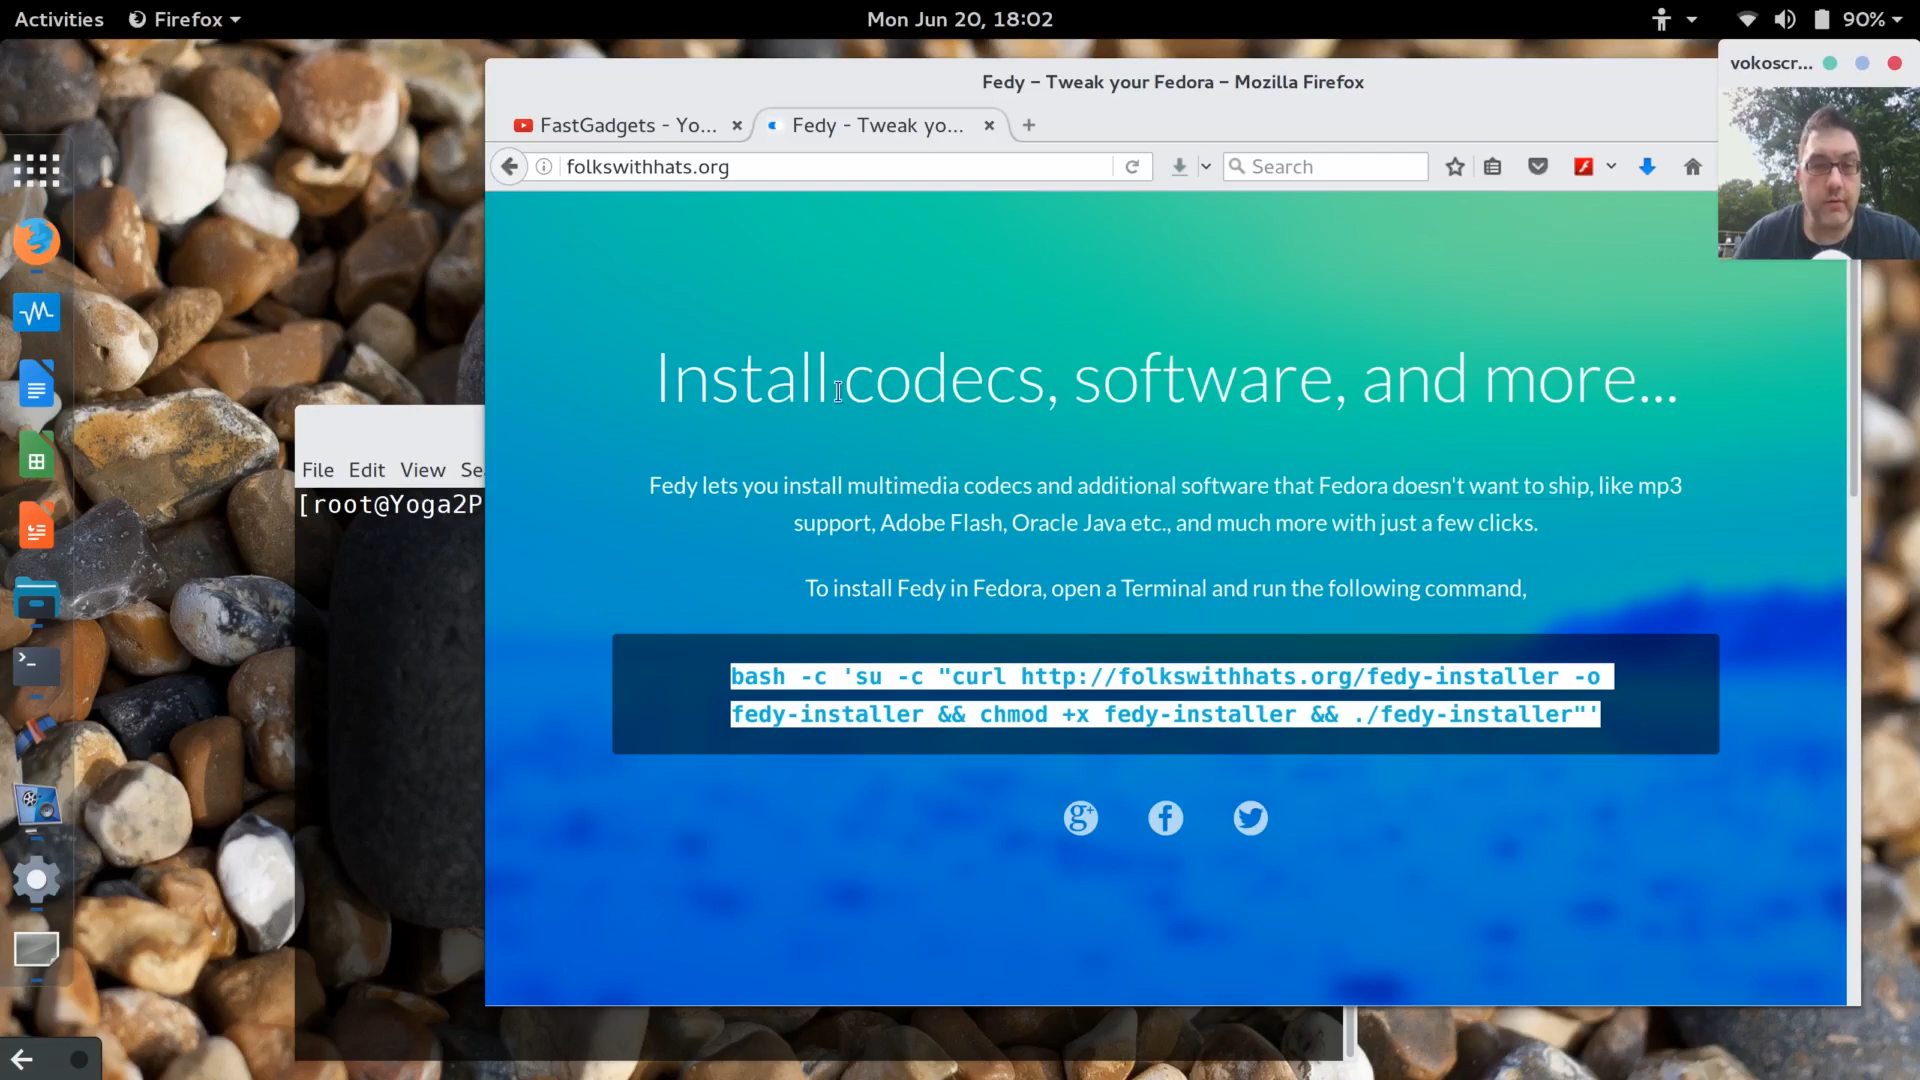 Activities
Firefox
Mon Jun 20, 18:02
90%
vokoscr...
Fedy – Tweak your Fedora – Mozilla Firefox
FastGadgets - Yo...
Fedy - Tweak yo...
folkswithhats.org
Search
Install codecs, software, and more...
File Edit View Se
[root@Yoga2P
Fedy lets you install multimedia codecs and additional software that Fedora doesn't want to ship, like mp3
support, Adobe Flash, Oracle Java etc., and much more with just a few clicks.
To install Fedy in Fedora, open a Terminal and run the following command,
bash -c 'su -c "curl http://folkswithhats.org/fedy-installer -o
fedy-installer && chmod +x fedy-installer && ./fedy-installer"'